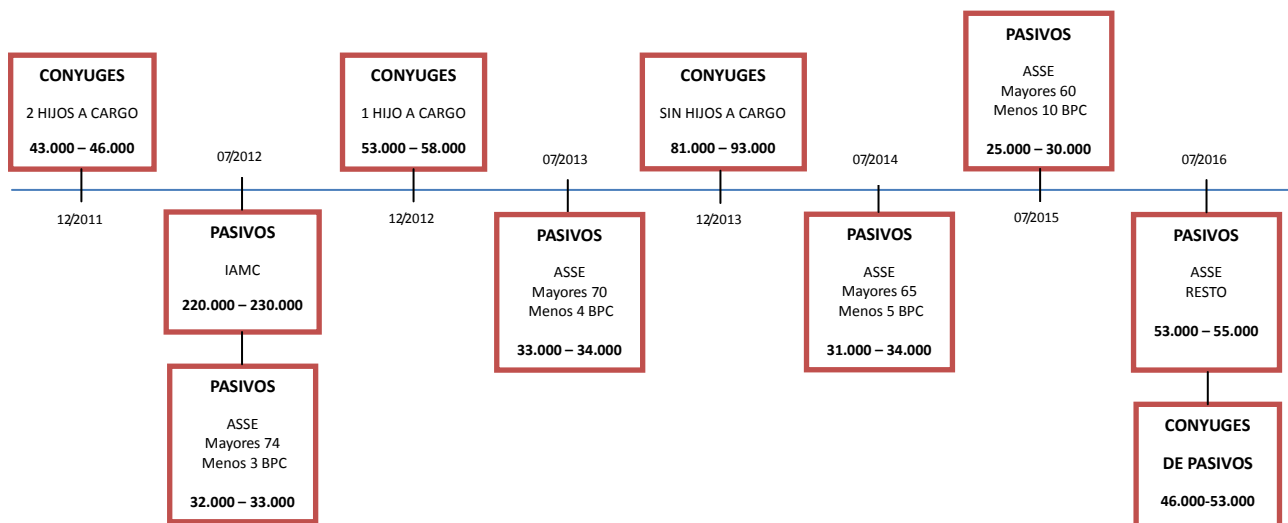 CONYUGES
2 HIJOS A CARGO
43.000 – 46.000
12/2011
07/2012
PASIVOS
IAMC
220.000 – 230.000
PASIVOS
ASSE
Mayores 74
Menos 3 BPC
32.000 – 33.000
CONYUGES
1 HIJO A CARGO
53.000 – 58.000
12/2012
07/2013
PASIVOS
ASSE
Mayores 70
Menos 4 BPC
33.000 – 34.000
CONYUGES
SIN HIJOS A CARGO
81.000 – 93.000
12/2013
07/2014
PASIVOS
ASSE
Mayores 65
Menos 5 BPC
31.000 – 34.000
PASIVOS
ASSE
Mayores 60
Menos 10 BPC
25.000 – 30.000
07/2015
07/2016
PASIVOS
ASSE
RESTO
53.000 – 55.000
CONYUGES
DE PASIVOS
46.000-53.000